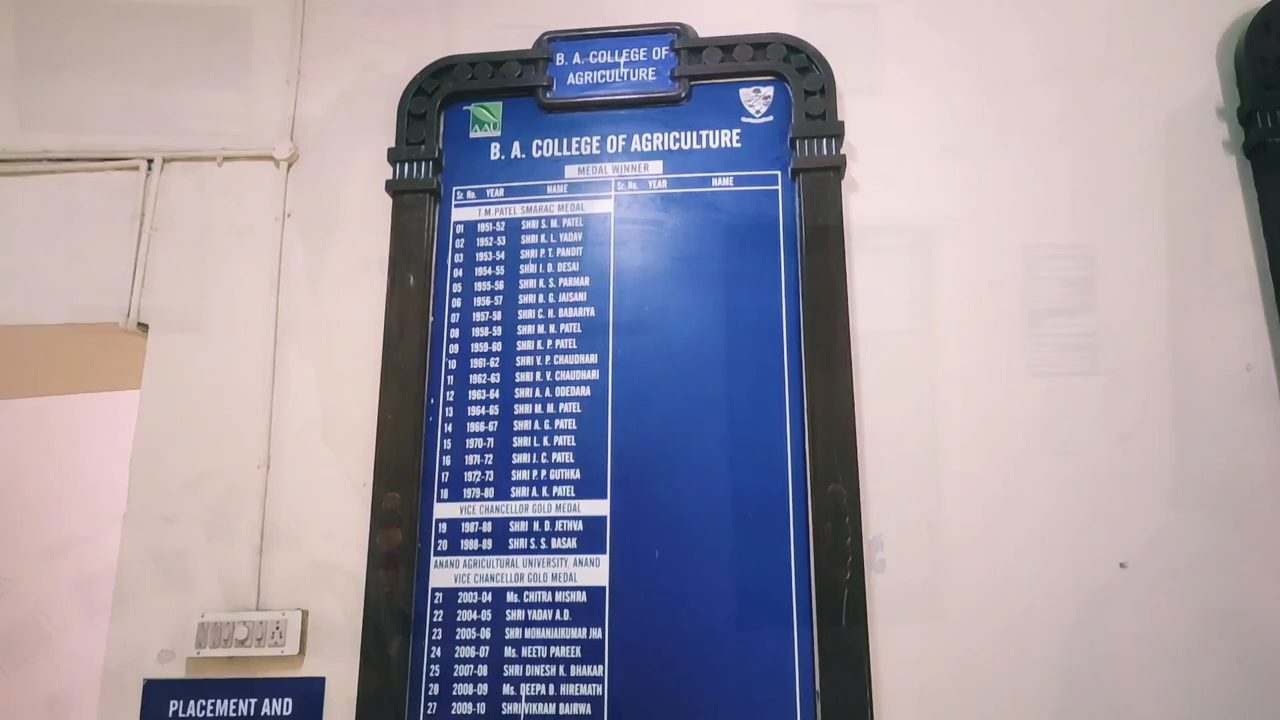 B. A. COLLEGE OF
AGRICULTURE
AAU
B. A. COLLEGE OF AGRICULTURE
MEDAL WINNER
Sr. No. YEAR NAME Sr. No. YEAR NAME
T.M.PATEL SMARAC MEDAL
01 1951-52 SHRI S. M. PATEL
02 1952-53 SHRI K. L. YADAV
03 1953-54 SHRI P. T. PANDIT
04 1954-55 SHRI J. D. DESAI
05 1955-56 SHRI K. S. PARMAR
06 1956-57 SHRI B. G. JAISANI
07 1957-58 SHRI C. H. BABARIYA
08 1958-59 SHRI M. N. PATEL
09 1959-60 SHRI K. P. PATEL
10 1961-62 SHRI V. P. CHAUDHARI
11 1962-63 SHRI R. V. CHAUDHARI
12 1963-64 SHRI A. A. ODEDARA
13 1964-65 SHRI M. M. PATEL
14 1966-67 SHRI A. G. PATEL
15 1970-71 SHRI L. K. PATEL
16 1971-72 SHRI J. C. PATEL
17 1972-73 SHRI P. P. GUTHKA
18 1979-80 SHRI A. K. PATEL
VICE CHANCELLOR GOLD MEDAL
19 1987-88 SHRI H. D. JETHVA
20 1988-89 SHRI S. S. BASAK
ANAND AGRICULTURAL UNIVERSITY, ANAND
VICE CHANCELLOR GOLD MEDAL
21 2003-04 Ms. CHITRA MISHRA
22 2004-05 SHRI YADAV A.D.
23 2005-06 SHRI MOHANJAIKUMAR JHA
24 2006-07 Ms. NEETU PAREEK
25 2007-08 SHRI DINESH K. BHAKAR
26 2008-09 Ms. DEEPA B. HIREMATH
27 2009-10 SHRI VIKRAM BAIRWA
PLACEMENT AND